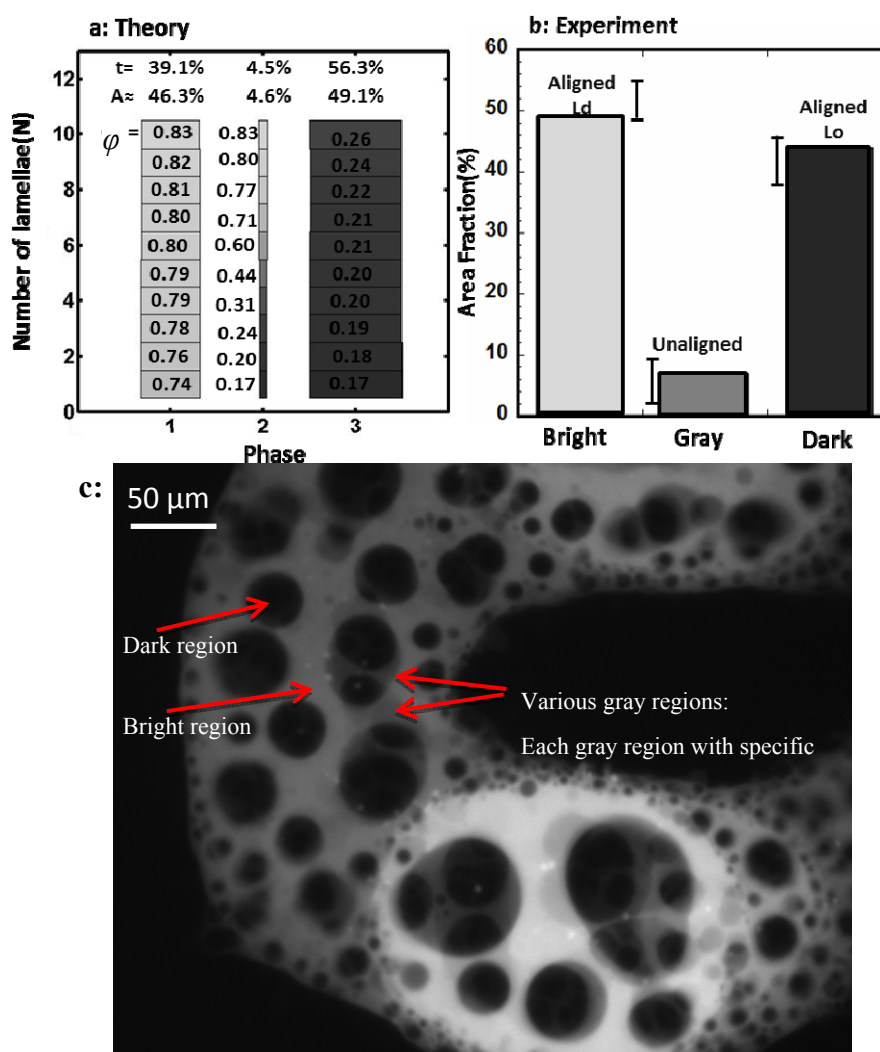 a: Theory
t= 39.1% 4.5% 56.3%
A≈ 46.3% 4.6% 49.1%
φ = 0.83 0.83 0.26
0.82 0.80 0.24
0.81 0.77 0.22
0.80 0.71 0.21
0.80 0.60 0.21
0.79 0.44 0.20
0.79 0.31 0.20
0.78 0.24 0.19
0.76 0.20 0.18
0.74 0.17 0.17
12
10
8
6
4
2
0
Number of lamellae(N)
1 2 3
Phase
b: Experiment
60
50
40
30
20
10
0
Area Fraction(%)
Aligned
Ld
Unaligned
Aligned
Lo
Bright Gray Dark
c:
50 µm
Dark region
Bright region
Various gray regions:
Each gray region with specific